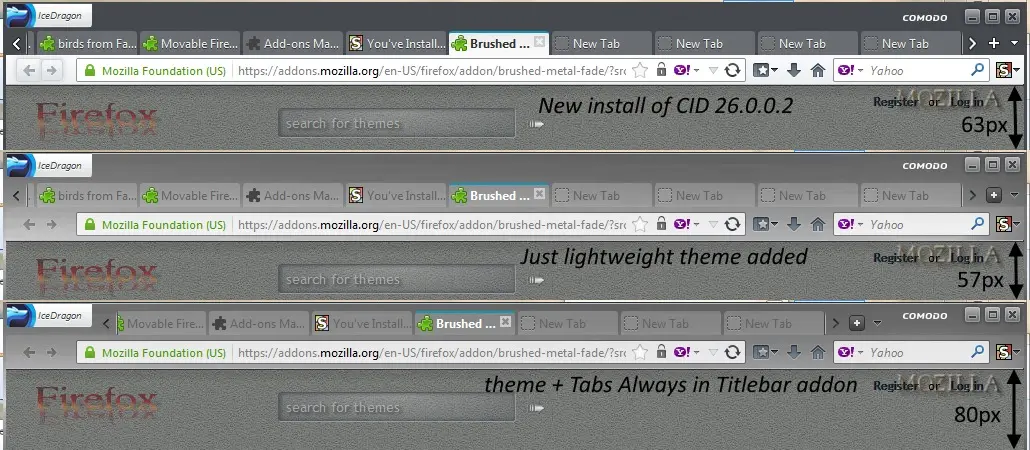 IceDragon COMODO
birds from Fa... Movable Fire... Add-ons Ma... You've Install... Brushed ... New Tab New Tab New Tab New Tab
Mozilla Foundation (US) https://addons.mozilla.org/en-US/firefox/addon/brushed-metal-fade/?src Y! Yahoo S
Firefox search for themes New install of CID 26.0.0.2 Register or Log in MOZILLA
63px
IceDragon COMODO
birds from Fa... Movable Fire... Add-ons Ma... You've Install... Brushed ... New Tab New Tab New Tab New Tab
Mozilla Foundation (US) https://addons.mozilla.org/en-US/firefox/addon/brushed-metal-fade/?src Y! Yahoo S
Firefox search for themes Just lightweight theme added Register or Log in MOZILLA
57px
IceDragon Movable Fire... Add-ons Ma... You've Install... Brushed ... New Tab New Tab New Tab COMODO
Mozilla Foundation (US) https://addons.mozilla.org/en-US/firefox/addon/brushed-metal-fade/?src Y! Yahoo S
Firefox search for themes theme + Tabs Always in Titlebar addon Register or Log in MOZILLA
80px